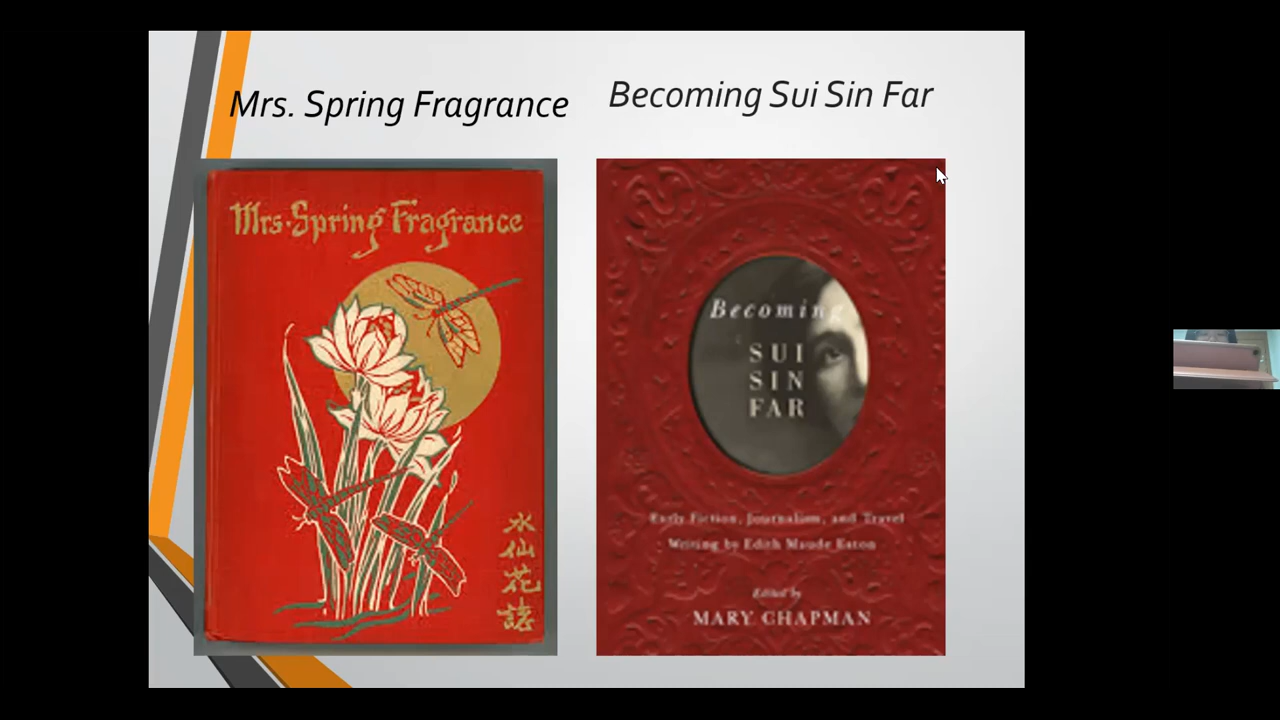 Mrs. Spring Fragrance
Becoming Sui Sin Far
Mrs. Spring Fragrance
水
仙
花
誌
Becoming
SUI
SIN
FAR
Early Fiction, Journalism, and Travel
Writing by Edith Maude Eaton
Edited by
MARY CHAPMAN